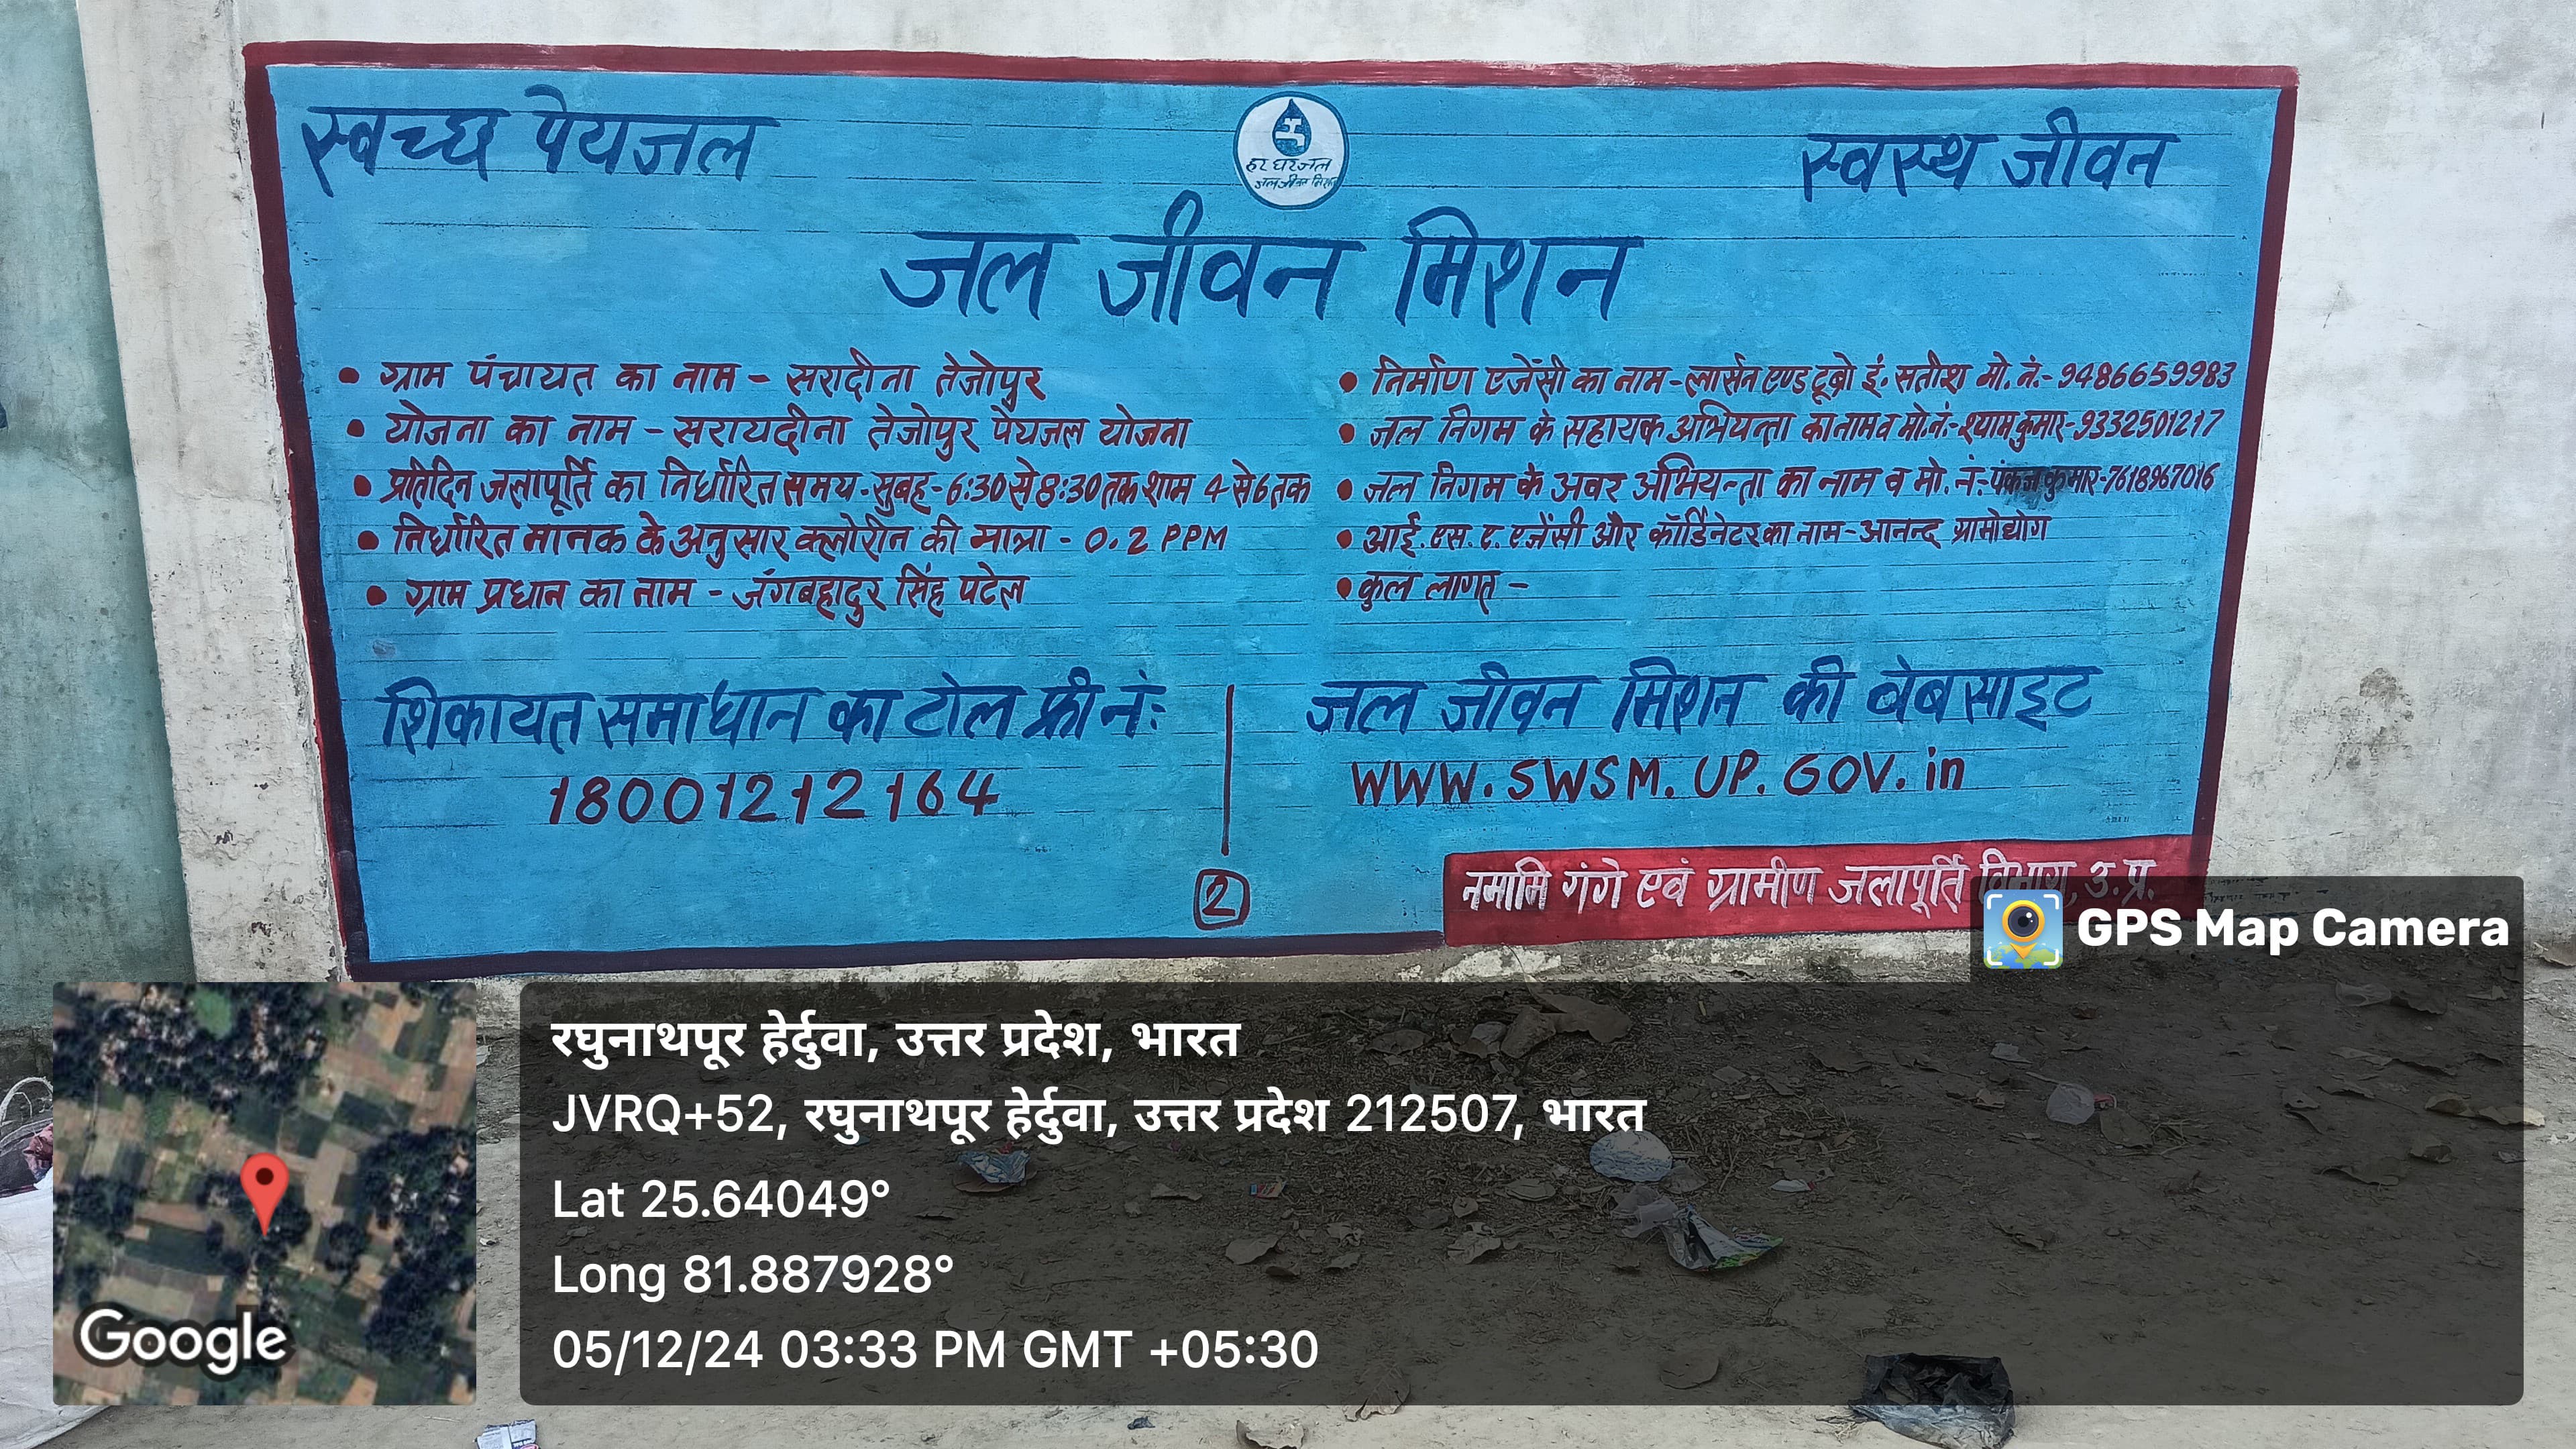 स्वच्छ पेयजल
हर घर जल
जल जीवन मिशन
स्वस्थ जीवन
जल जीवन मिशन
• ग्राम पंचायत का नाम - सरादीना तेजोपुर
• योजना का नाम - सरायदीना तेजोपुर पेयजल योजना
• प्रतिदिन जलापूर्ति का निर्धारित समय - सुबह - 6:30 से 8:30 तक शाम 4 से 6 तक
• निर्धारित मानक के अनुसार क्लोरीन की मात्रा - 0.2 PPM
• ग्राम प्रधान का नाम - जंगबहादुर सिंह पटेल
• निर्माण एजेंसी का नाम - लार्सन एण्ड टूब्रो इं. सतीश मो. नं. - 9486659983
• जल निगम के सहायक अभियन्ता का नाम व मो.नं:- श्याम कुमार - 9332501217
• जल निगम के अवर अभियन्ता का नाम व मो. नं:- पंकज कुमार - 7618967016
• आई. एस. ए. एजेंसी और कॉर्डिनेटर का नाम - आनन्द ग्रामोद्योग
• कुल लागत -
शिकायत समाधान का टोल फ्री नं:
18001212164
जल जीवन मिशन की वेबसाइट
WWW.SWSM.UP.GOV.in
2
नमामि गंगे एवं ग्रामीण जलापूर्ति विभाग, उ.प्र.
GPS Map Camera
रघुनाथपूर हेर्दुवा, उत्तर प्रदेश, भारत
JVRQ+52, रघुनाथपूर हेर्दुवा, उत्तर प्रदेश 212507, भारत
Lat 25.64049°
Long 81.887928°
05/12/24 03:33 PM GMT +05:30
Google